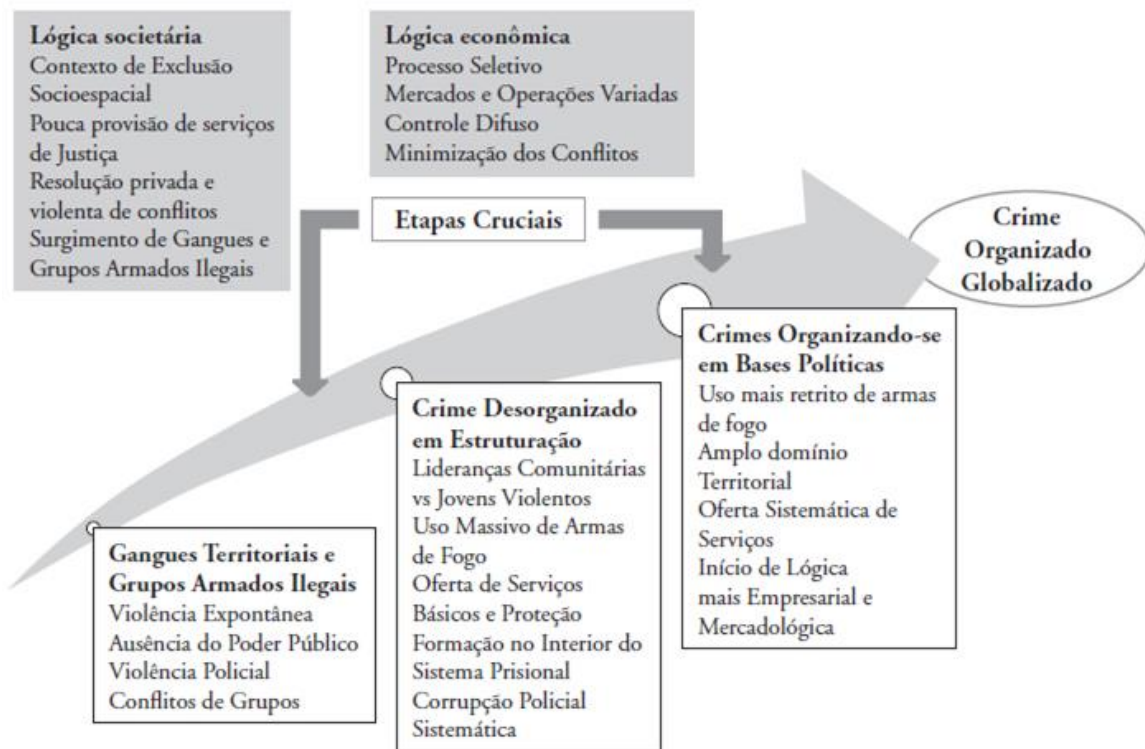 Lógica societária
Contexto de Exclusão
Socioespacial
Pouca provisão de serviços
de Justiça
Resolução privada e
violenta de conflitos
Surgimento de Gangues e
Grupos Armados Ilegais
Lógica econômica
Processo Seletivo
Mercados e Operações Variadas
Controle Difuso
Minimização dos Conflitos
Etapas Cruciais
Crime
Organizado
Globalizado
Gangues Territoriais e
Grupos Armados Ilegais
Violência Expontânea
Ausência do Poder Público
Violência Policial
Conflitos de Grupos
Crime Desorganizado
em Estruturação
Lideranças Comunitárias
vs Jovens Violentos
Uso Massivo de Armas
de Fogo
Oferta de Serviços
Básicos e Proteção
Formação no Interior do
Sistema Prisional
Corrupção Policial
Sistemática
Crimes Organizando-se
em Bases Políticas
Uso mais retrito de armas
de fogo
Amplo domínio
Territorial
Oferta Sistemática de
Serviços
Início de Lógica
mais Empresarial e
Mercadológica